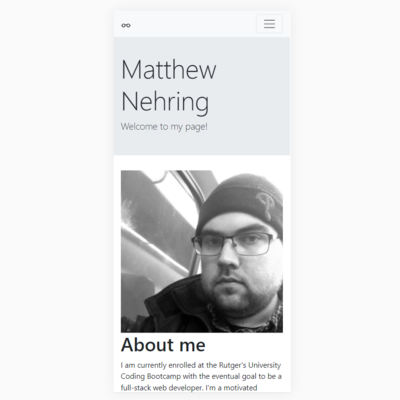 Matthew
Nehring
Welcome to my page!
About me
I am currently enrolled at the Rutger's University
Coding Bootcamp with the eventual goal to be a
full-stack web developer. I'm a motivated